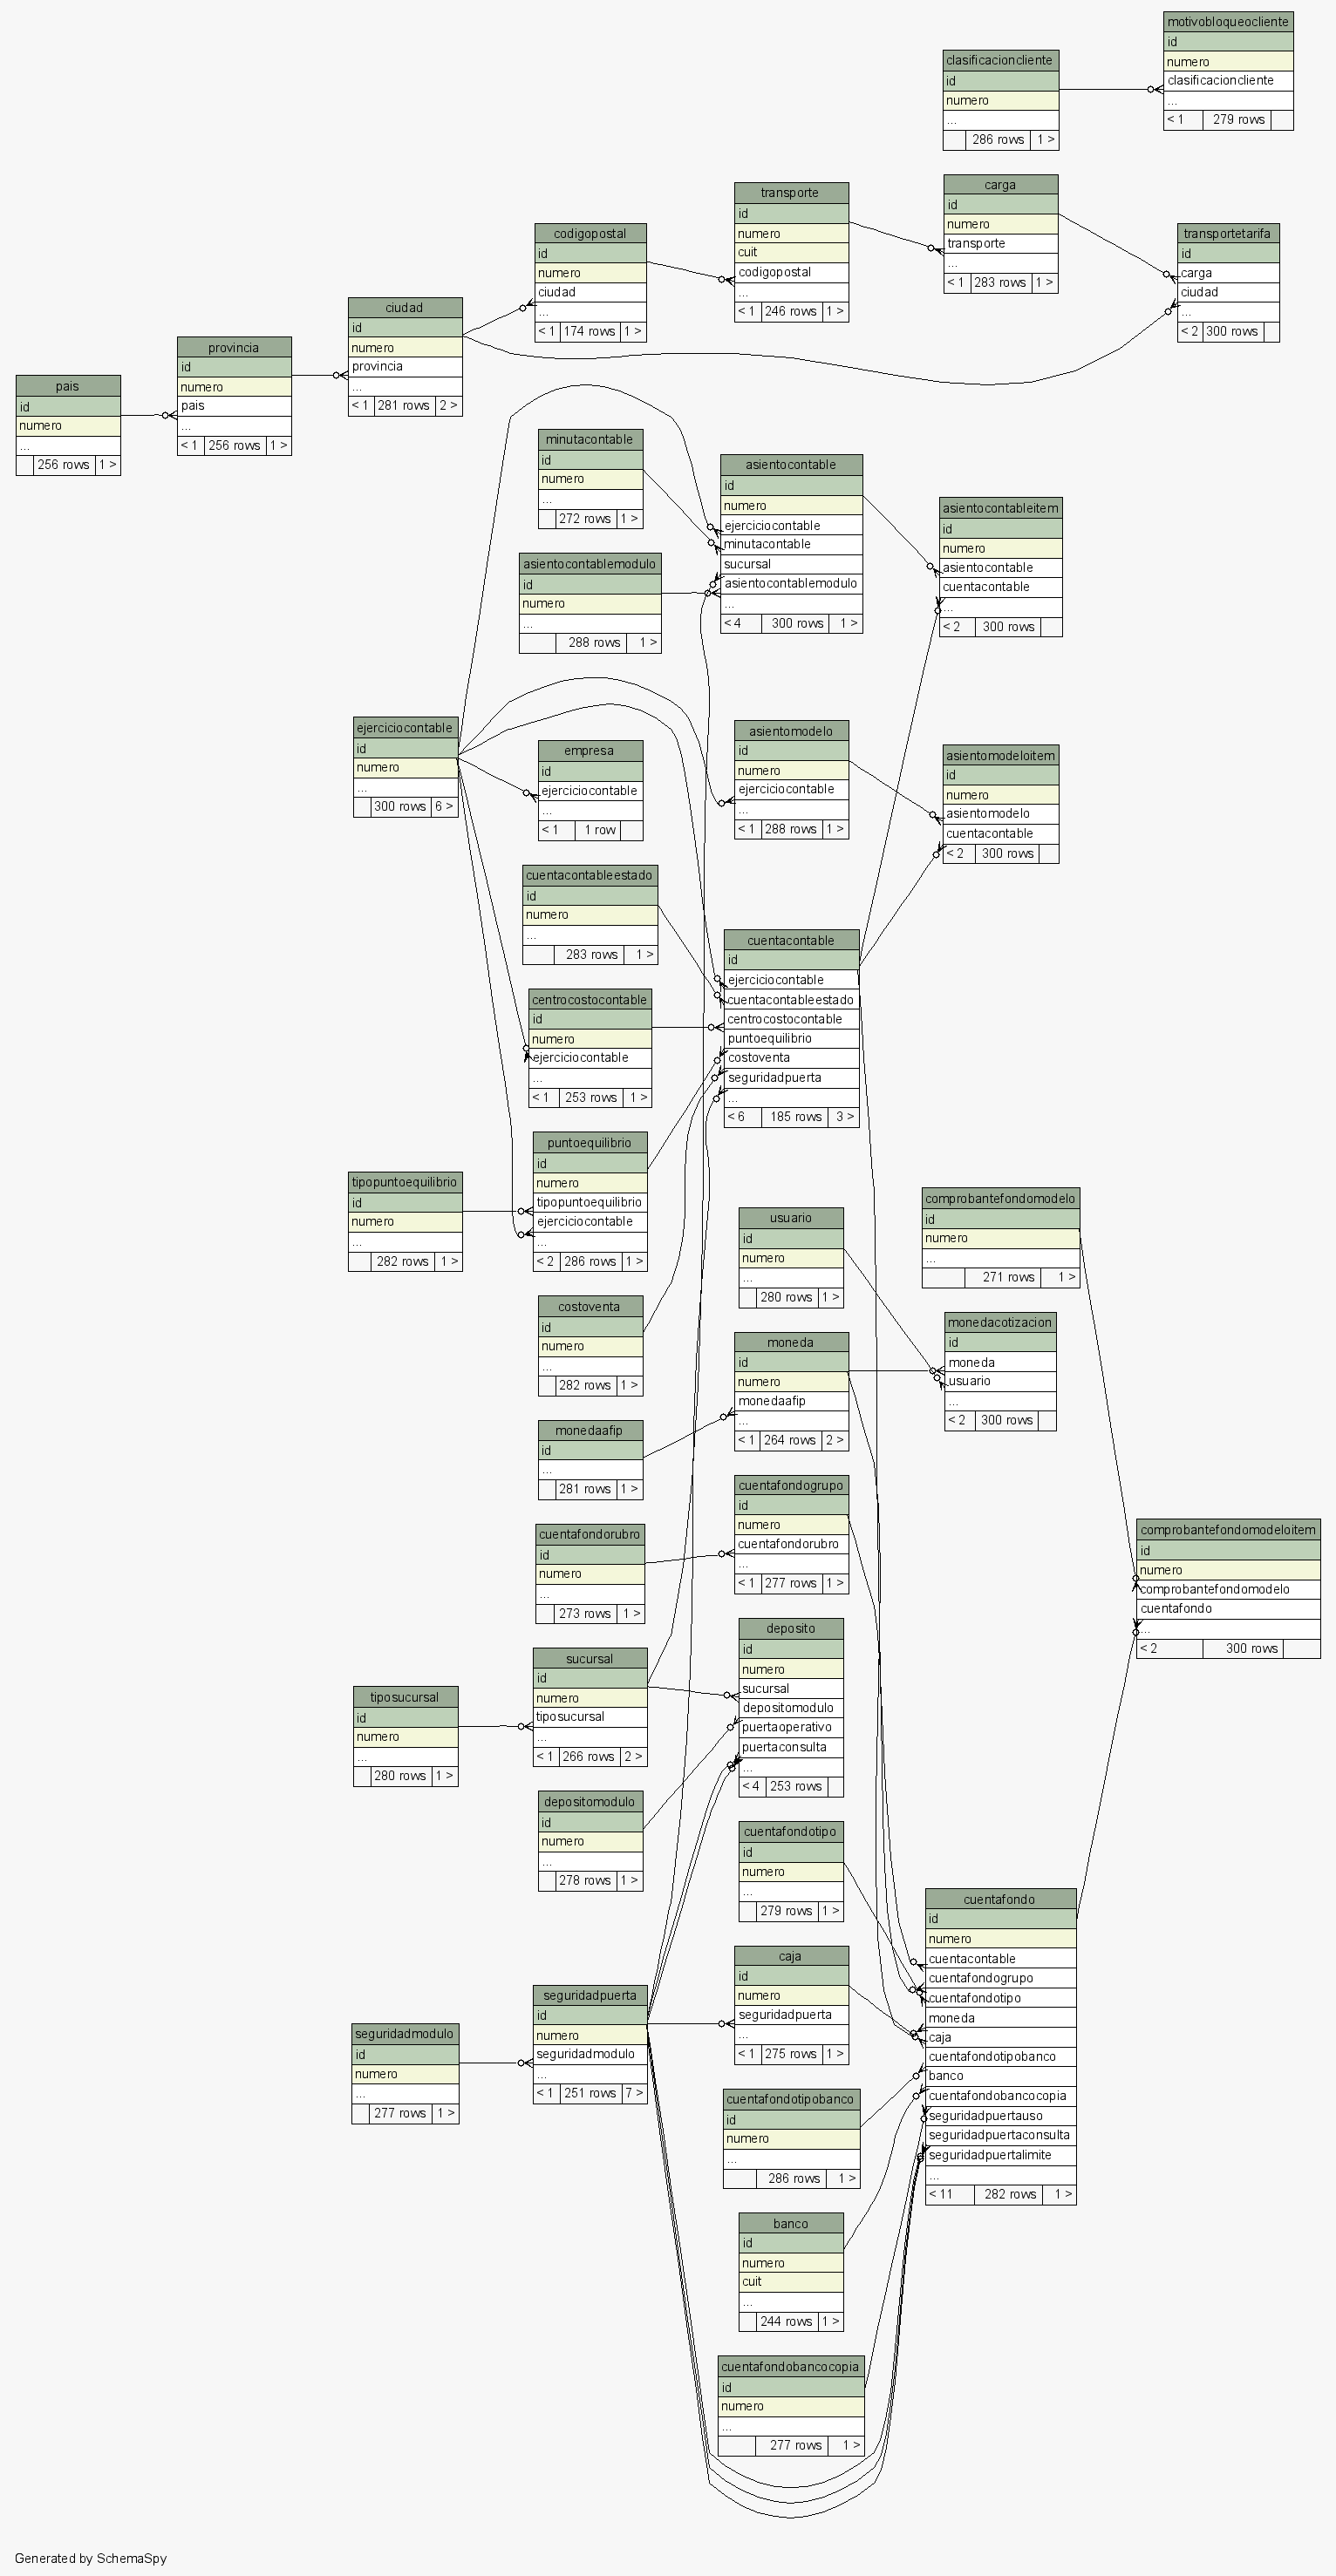 motivobloqueocliente
id
numero
clasificacioncliente
...
< 1 279 rows
clasificacioncliente
id
numero
...
286 rows 1 >
carga
id
numero
transporte
...
< 1 283 rows 1 >
transporte
id
numero
cuit
codigopostal
...
< 1 246 rows 1 >
transportetarifa
id
carga
ciudad
...
< 2 300 rows
codigopostal
id
numero
ciudad
...
< 1 174 rows 1 >
ciudad
id
numero
provincia
...
< 1 281 rows 2 >
provincia
id
numero
pais
...
< 1 256 rows 1 >
pais
id
numero
...
256 rows 1 >
minutacontable
id
numero
...
272 rows 1 >
asientocontable
id
numero
ejerciciocontable
minutacontable
sucursal
asientocontablemodulo
...
< 4 300 rows 1 >
asientocontableitem
id
numero
asientocontable
cuentacontable
...
< 2 300 rows
asientocontablemodulo
id
numero
...
288 rows 1 >
ejerciciocontable
id
numero
...
300 rows 6 >
empresa
id
ejerciciocontable
...
< 1 1 row
asientomodelo
id
numero
ejerciciocontable
...
< 1 288 rows 1 >
asientomodeloitem
id
numero
asientomodelo
cuentacontable
< 2 300 rows
cuentacontableestado
id
numero
...
283 rows 1 >
cuentacontable
id
ejerciciocontable
cuentacontableestado
centrocostocontable
puntoequilibrio
costoventa
seguridadpuerta
...
< 6 185 rows 3 >
centrocostocontable
id
numero
ejerciciocontable
...
< 1 253 rows 1 >
puntoequilibrio
id
numero
tipopuntoequilibrio
ejerciciocontable
...
< 2 286 rows 1 >
tipopuntoequilibrio
id
numero
...
282 rows 1 >
comprobantefondomodelo
id
numero
...
271 rows 1 >
usuario
id
numero
...
280 rows 1 >
costoventa
id
numero
...
282 rows 1 >
monedacotizacion
id
moneda
usuario
...
< 2 300 rows
moneda
id
numero
monedaafip
...
< 1 264 rows 2 >
monedaafip
id
...
281 rows 1 >
cuentafondogrupo
id
numero
cuentafondorubro
...
< 1 277 rows 1 >
cuentafondorubro
id
numero
...
273 rows 1 >
comprobantefondomodeloitem
id
numero
comprobantefondomodelo
cuentafondo
...
< 2 300 rows
deposito
id
numero
sucursal
depositomodulo
puertaoperativo
puertaconsulta
...
< 4 253 rows
sucursal
id
numero
tiposucursal
...
< 1 266 rows 2 >
tiposucursal
id
numero
...
280 rows 1 >
depositomodulo
id
numero
...
278 rows 1 >
cuentafondotipo
id
numero
...
279 rows 1 >
cuentafondo
id
numero
cuentacontable
cuentafondogrupo
cuentafondotipo
moneda
caja
cuentafondotipobanco
banco
cuentafondobancocopia
seguridadpuertauso
seguridadpuertaconsulta
seguridadpuertalimite
...
< 11 282 rows 1 >
caja
id
numero
seguridadpuerta
...
< 1 275 rows 1 >
seguridadpuerta
id
numero
seguridadmodulo
...
< 1 251 rows 7 >
seguridadmodulo
id
numero
...
277 rows 1 >
cuentafondotipobanco
id
numero
...
286 rows 1 >
banco
id
numero
cuit
...
244 rows 1 >
cuentafondobancocopia
id
numero
...
277 rows 1 >
Generated by SchemaSpy